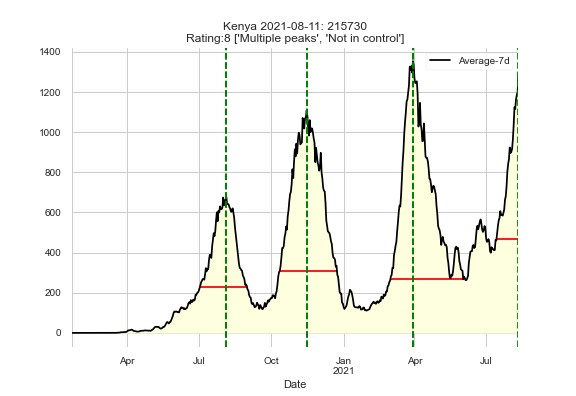 Kenya 2021-08-11: 215730
Rating:8 ['Multiple peaks', 'Not in control']
Average-7d
1400
1200
1000
800
600
400
200
0
Apr
Jul
Oct
Jan
2021
Apr
Jul
Date